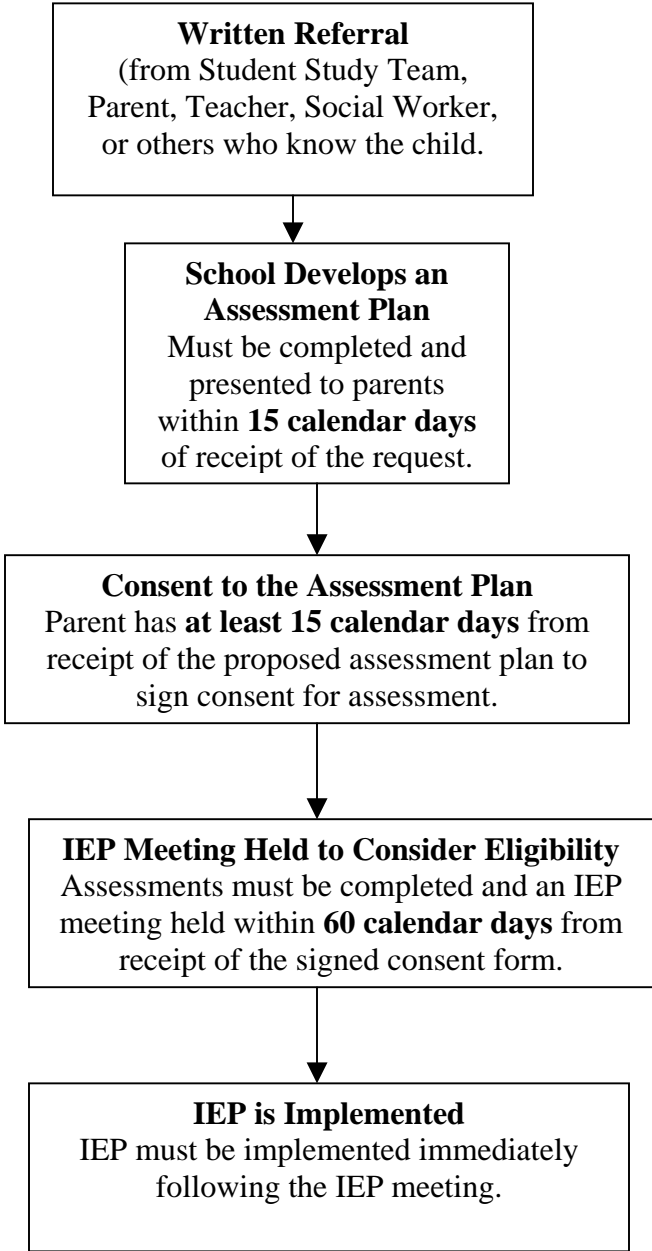 Written Referral
(from Student Study Team,
Parent, Teacher, Social Worker,
or others who know the child.
School Develops an
Assessment Plan
Must be completed and
presented to parents
within 15 calendar days
of receipt of the request.
Consent to the Assessment Plan
Parent has at least 15 calendar days from
receipt of the proposed assessment plan to
sign consent for assessment.
IEP Meeting Held to Consider Eligibility
Assessments must be completed and an IEP
meeting held within 60 calendar days from
receipt of the signed consent form.
IEP is Implemented
IEP must be implemented immediately
following the IEP meeting.